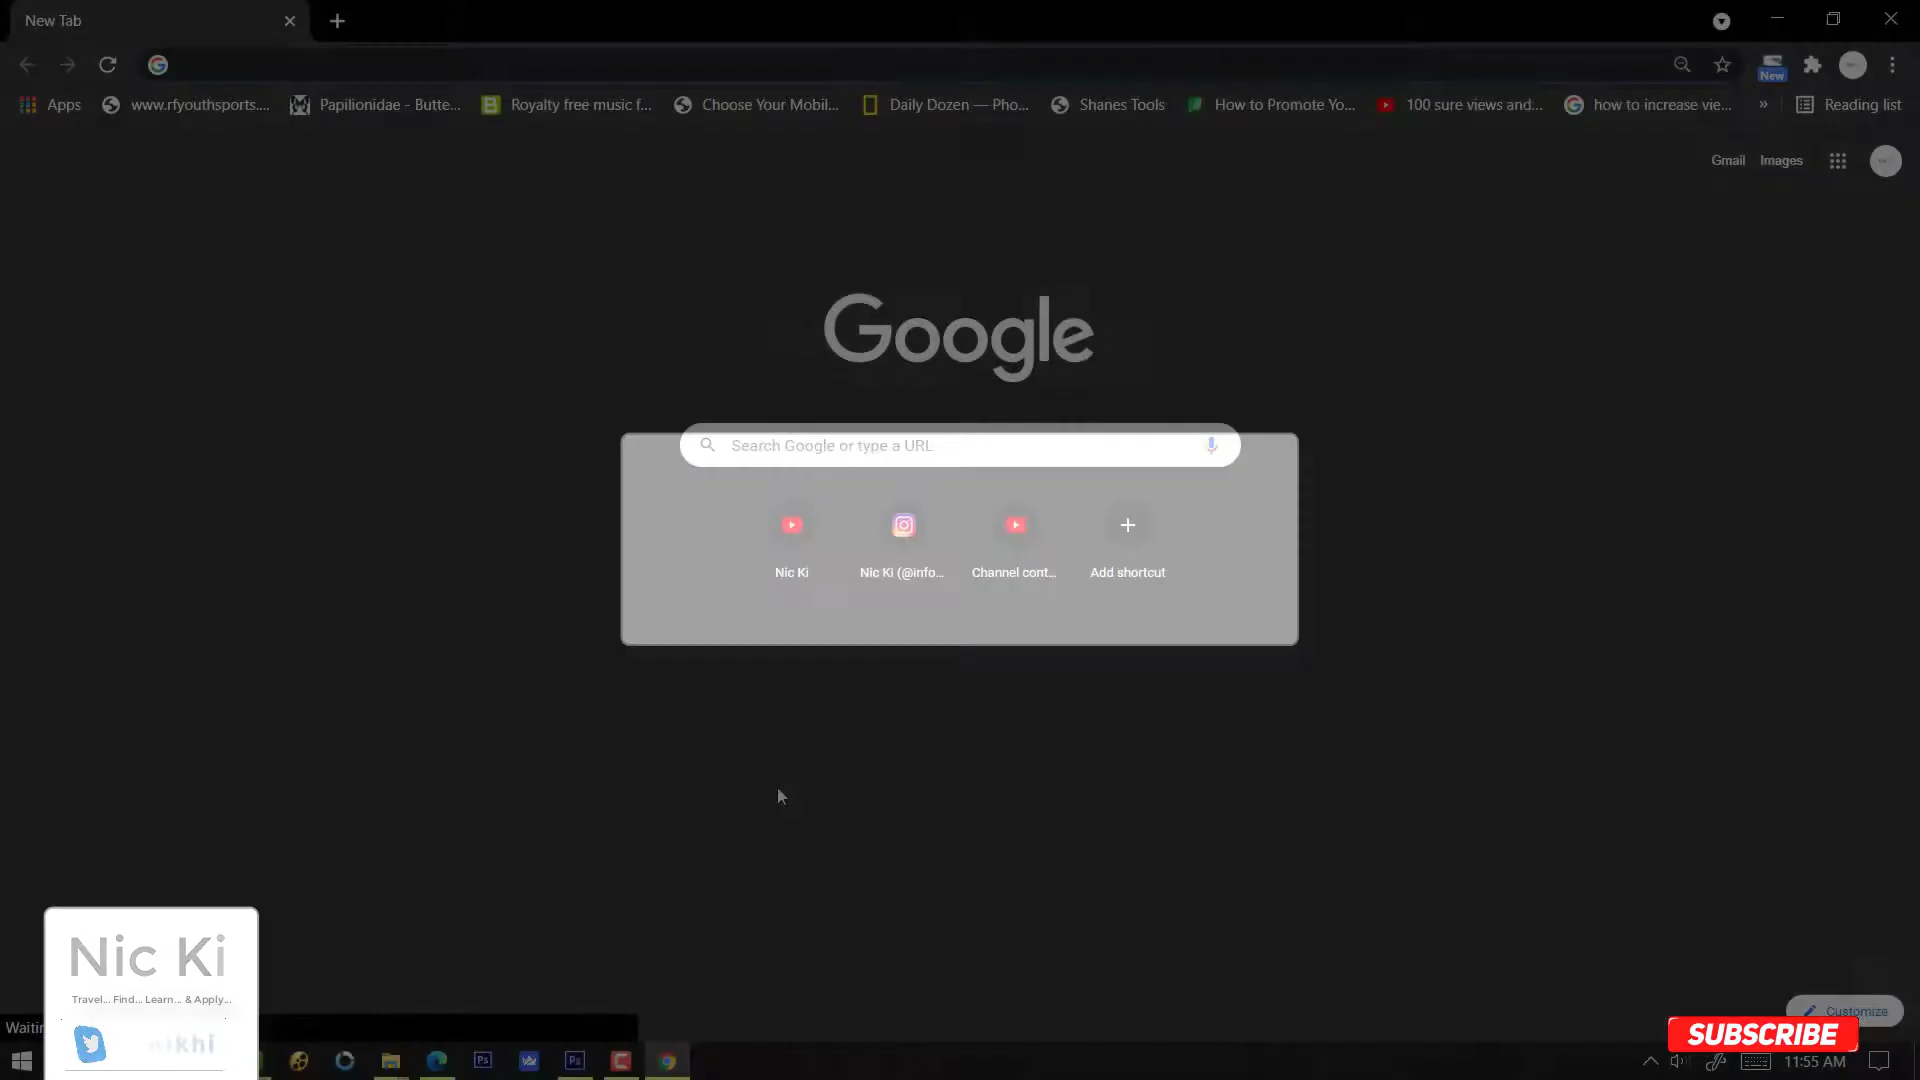 New Tab
New
Apps
www.rfyouthsports....
Papilionidae - Butte...
Royalty free music f...
Choose Your Mobil...
Daily Dozen — Pho...
Shanes Tools
How to Promote Yo...
100 sure views and...
how to increase vie...
»
Reading list
Gmail
Images
Google
Search Google or type a URL
Nic Ki
Nic Ki (@info...
Channel cont...
Add shortcut
Nic Ki
Travel... Find... Learn... & Apply...
Customize
SUBSCRIBE
Ps
Ps
11:55 AM